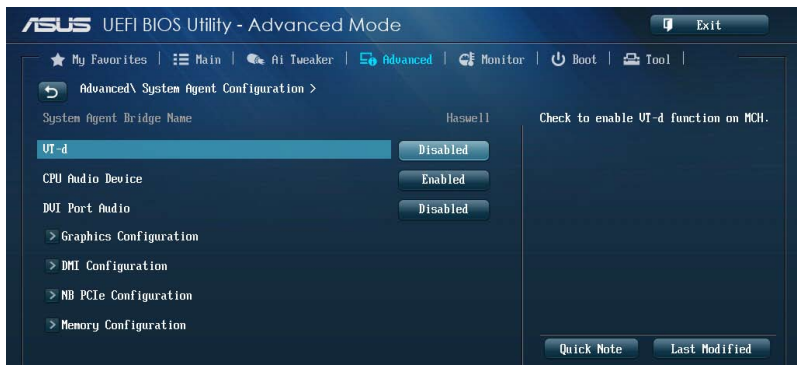 ASUS UEFI BIOS Utility - Advanced Mode
Exit
My Favorites | Main | Ai Tweaker | Advanced | Monitor | Boot | Tool |
Advanced\ System Agent Configuration >
System Agent Bridge Name Haswell
Check to enable VT-d function on MCH.
VT-d Disabled
CPU Audio Device Enabled
DVI Port Audio Disabled
> Graphics Configuration
> DMI Configuration
> NB PCIe Configuration
> Memory Configuration
Quick Note Last Modified